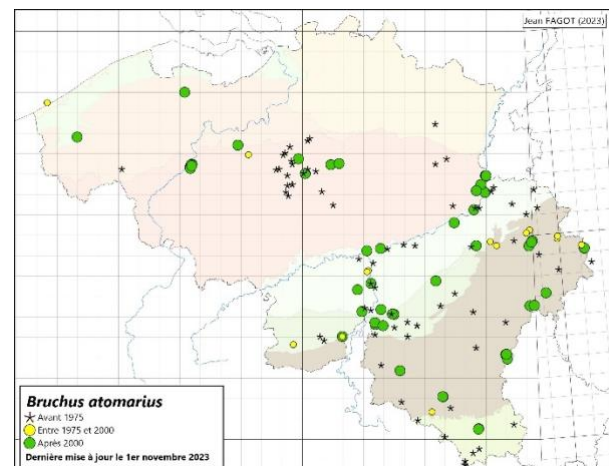 Jean FAGOT (2023)
Bruchus atomarius
Avant 1975
Entre 1975 et 2000
Après 2000
Dernière mise à jour le 1er novembre 2023